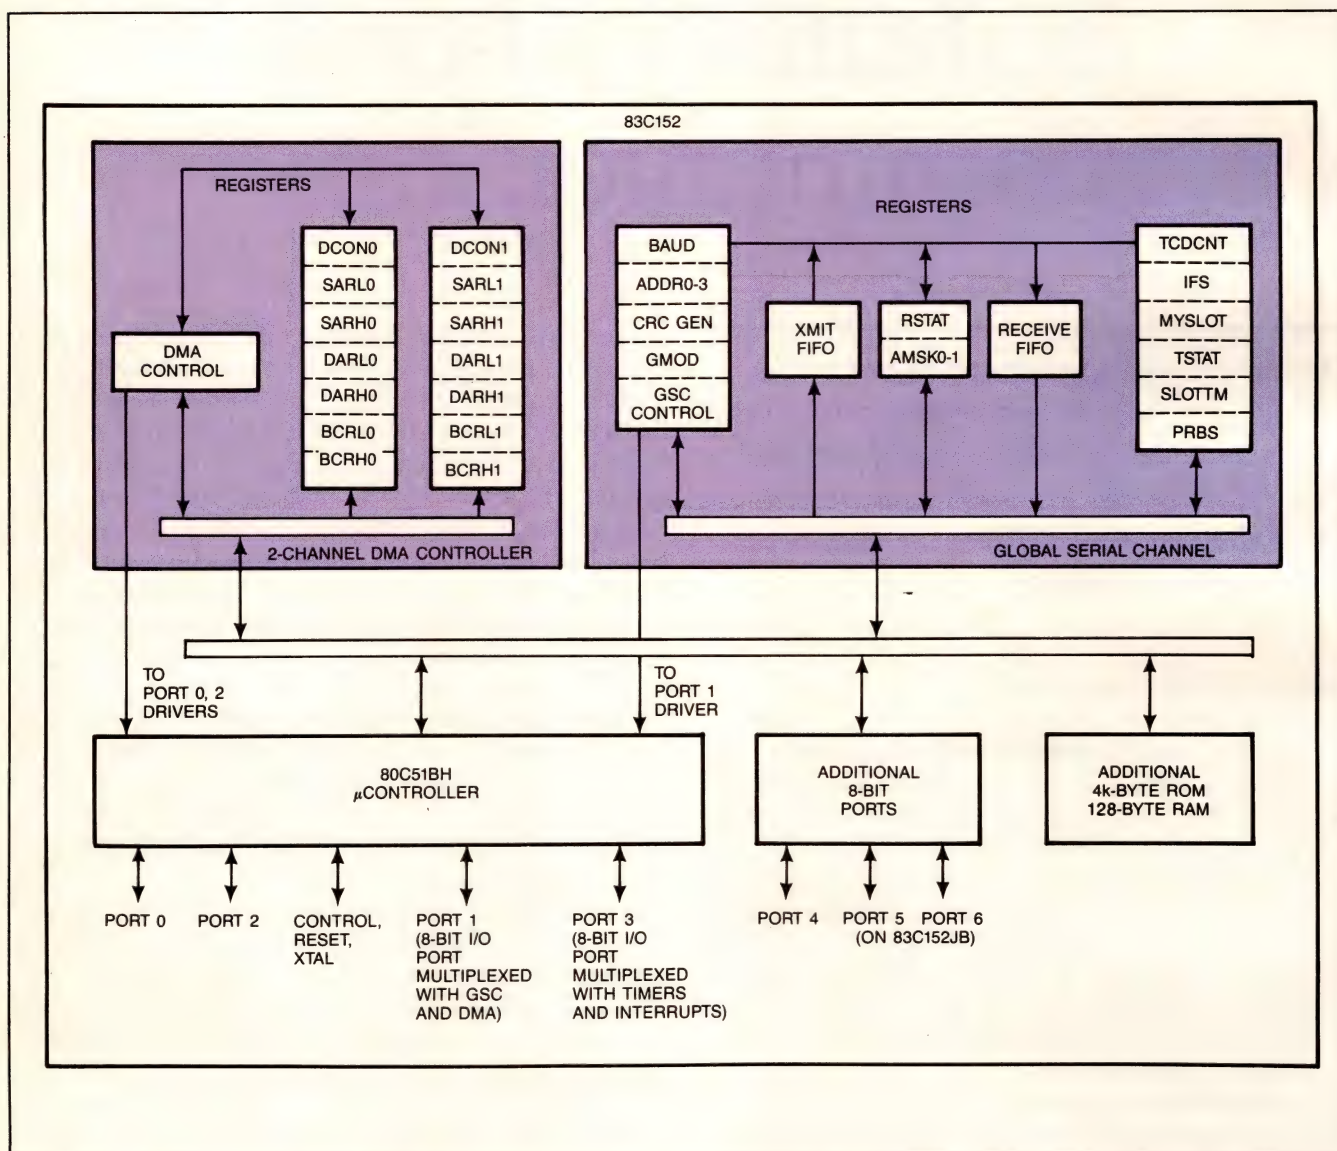 83C152
REGISTERS
DMA
CONTROL
DCON0
SARL0
SARH0
DARL0
DARH0
BCRL0
BCRH0
DCON1
SARL1
SARH1
DARL1
DARH1
BCRL1
BCRH1
2-CHANNEL DMA CONTROLLER
REGISTERS
BAUD
ADDR0-3
CRC GEN
GMOD
GSC
CONTROL
XMIT
FIFO
RSTAT
AMSK0-1
RECEIVE
FIFO
TCDCNT
IFS
MYSLOT
TSTAT
SLOTTM
PRBS
GLOBAL SERIAL CHANNEL
TO
PORT 0, 2
DRIVERS
TO
PORT 1
DRIVER
80C51BH
μCONTROLLER
ADDITIONAL
8-BIT
PORTS
ADDITIONAL
4k-BYTE ROM
128-BYTE RAM
PORT 0
PORT 2
CONTROL,
RESET,
XTAL
PORT 1
(8-BIT I/O
PORT
MULTIPLEXED
WITH GSC
AND DMA)
PORT 3
(8-BIT I/O
PORT
MULTIPLEXED
WITH TIMERS
AND INTERRUPTS)
PORT 4
PORT 5
PORT 6
(ON 83C152JB)